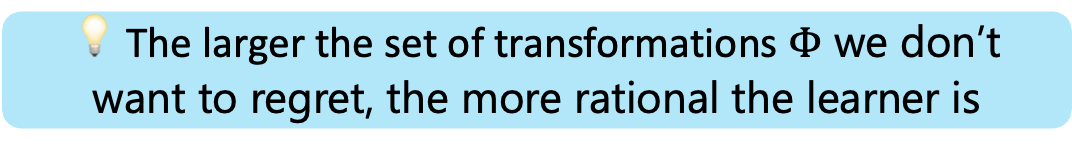 💡 The larger the set of transformations Φ we don’t
want to regret, the more rational the learner is